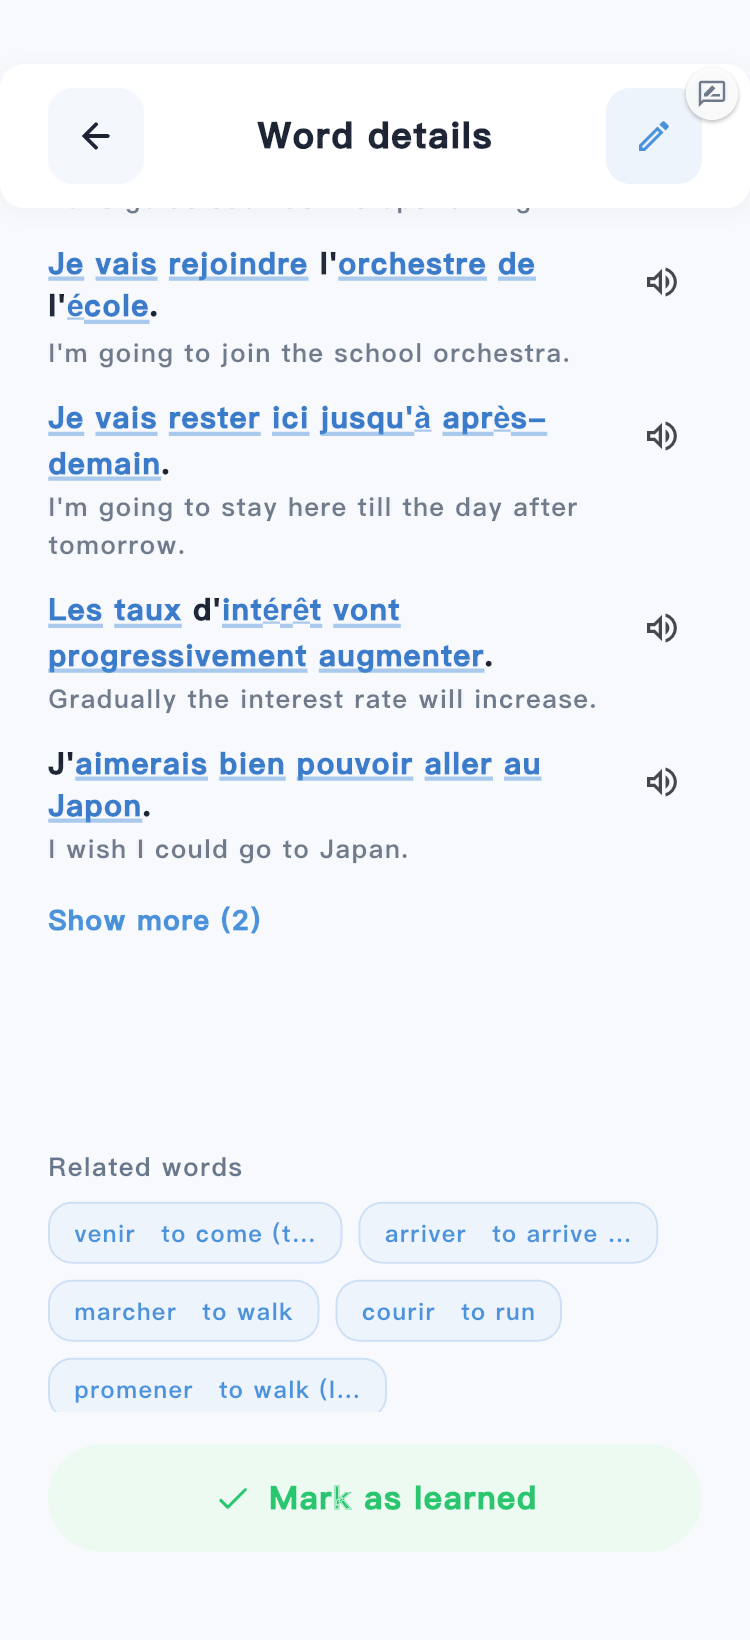 Word details
Je vais rejoindre l'orchestre de
l'école.
I'm going to join the school orchestra.
Je vais rester ici jusqu'à après-
demain.
I'm going to stay here till the day after
tomorrow.
Les taux d'intérêt vont
progressivement augmenter.
Gradually the interest rate will increase.
J'aimerais bien pouvoir aller au
Japon.
I wish I could go to Japan.
Show more (2)
Related words
venir to come (t...
arriver to arrive ...
marcher to walk
courir to run
promener to walk (l...
Mark as learned